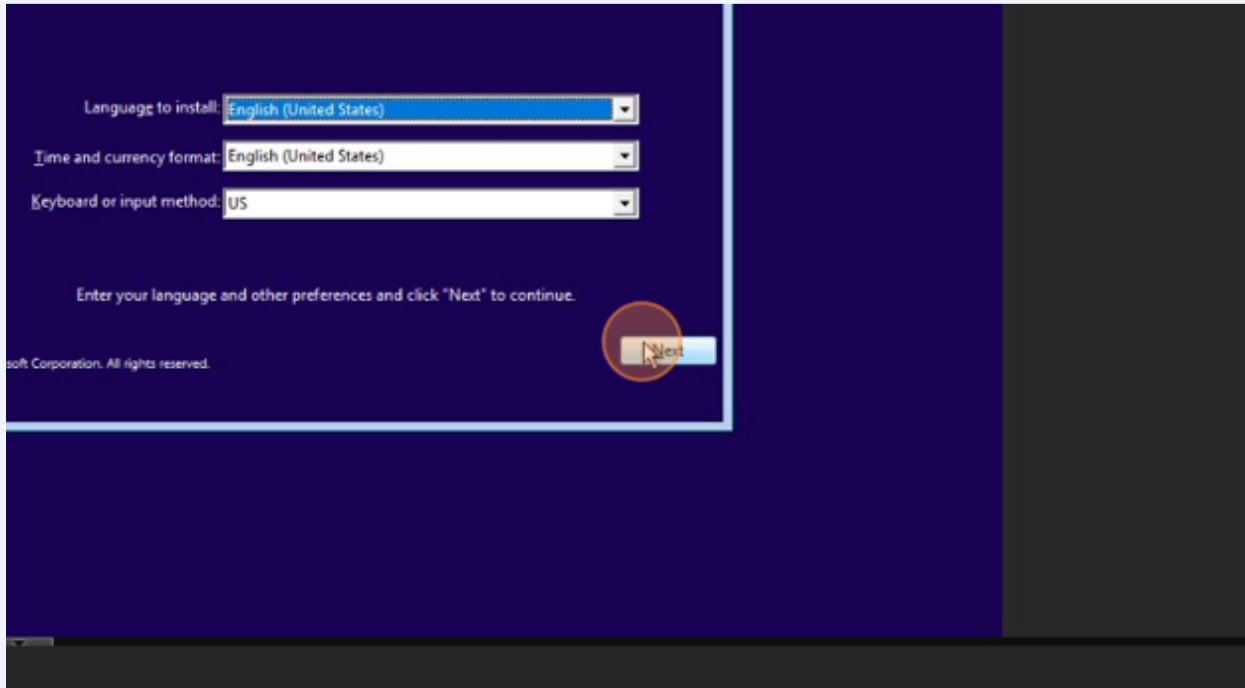 Language to install: English (United States)
Time and currency format: English (United States)
Keyboard or input method: US
Enter your language and other preferences and click "Next" to continue.
Next
soft Corporation. All rights reserved.